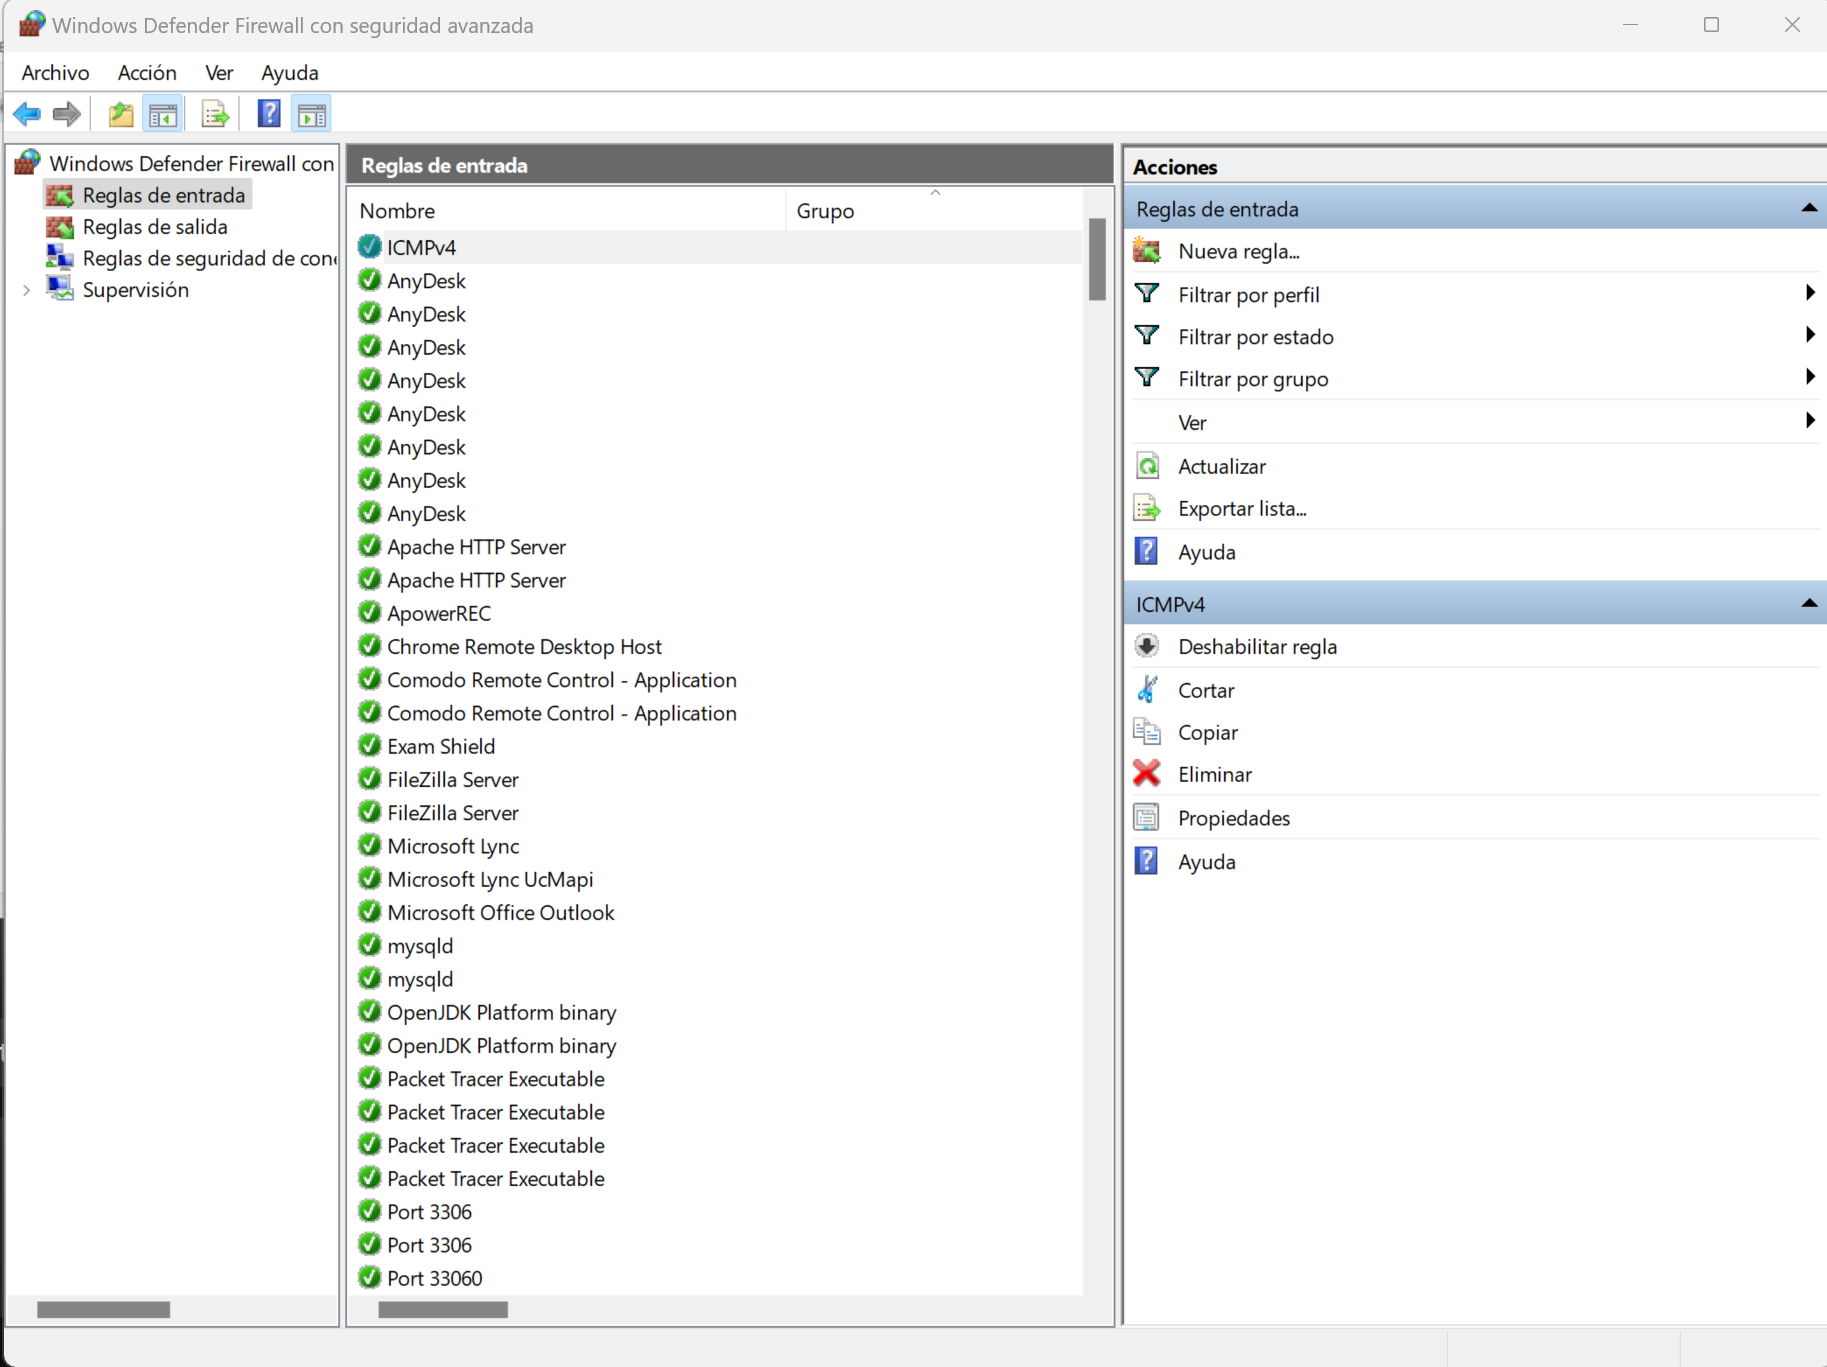 Windows Defender Firewall con seguridad avanzada
Archivo Acción Ver Ayuda
Windows Defender Firewall con
Reglas de entrada
Reglas de salida
Reglas de seguridad de con
Supervisión
Reglas de entrada
Nombre Grupo
ICMPv4
AnyDesk
AnyDesk
AnyDesk
AnyDesk
AnyDesk
AnyDesk
AnyDesk
AnyDesk
Apache HTTP Server
Apache HTTP Server
ApowerREC
Chrome Remote Desktop Host
Comodo Remote Control - Application
Comodo Remote Control - Application
Exam Shield
FileZilla Server
FileZilla Server
Microsoft Lync
Microsoft Lync UcMapi
Microsoft Office Outlook
mysqld
mysqld
OpenJDK Platform binary
OpenJDK Platform binary
Packet Tracer Executable
Packet Tracer Executable
Packet Tracer Executable
Packet Tracer Executable
Port 3306
Port 3306
Port 33060
Acciones
Reglas de entrada
Nueva regla...
Filtrar por perfil
Filtrar por estado
Filtrar por grupo
Ver
Actualizar
Exportar lista...
Ayuda
ICMPv4
Deshabilitar regla
Cortar
Copiar
Eliminar
Propiedades
Ayuda